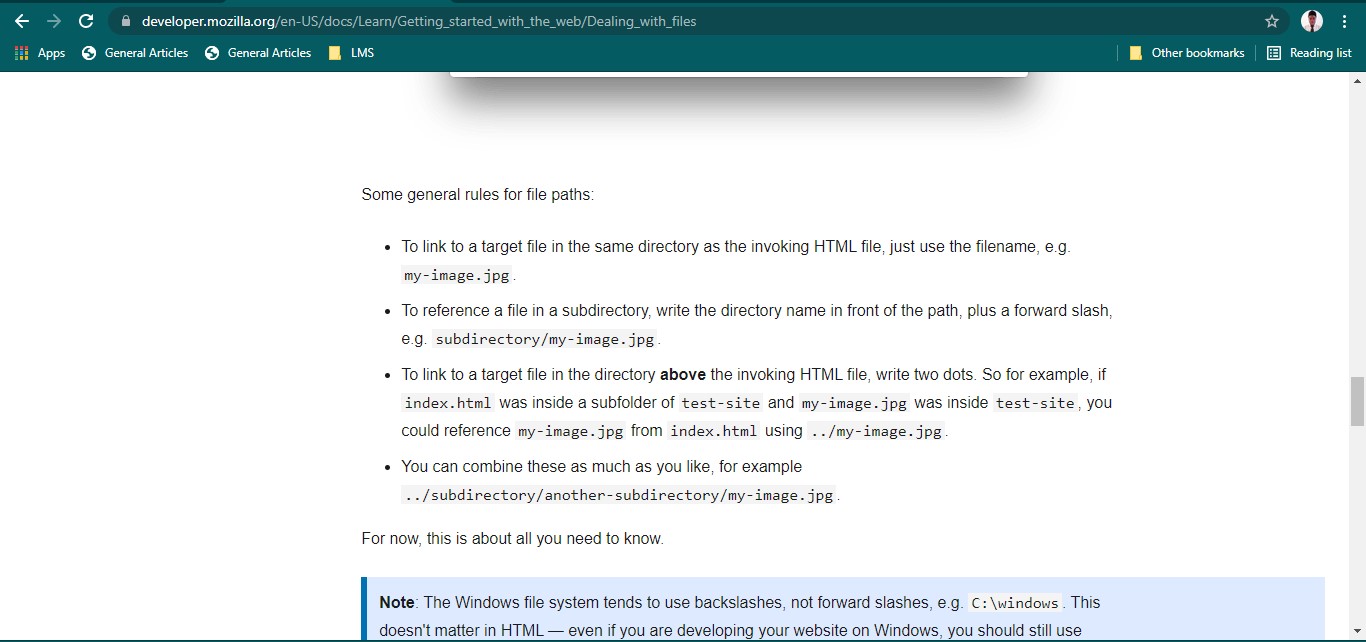 developer.mozilla.org/en-US/docs/Learn/Getting_started_with_the_web/Dealing_with_files
Apps General Articles General Articles LMS Other bookmarks Reading list
Some general rules for file paths:
• To link to a target file in the same directory as the invoking HTML file, just use the filename, e.g.
my-image.jpg.
• To reference a file in a subdirectory, write the directory name in front of the path, plus a forward slash,
e.g. subdirectory/my-image.jpg.
• To link to a target file in the directory above the invoking HTML file, write two dots. So for example, if
index.html was inside a subfolder of test-site and my-image.jpg was inside test-site, you
could reference my-image.jpg from index.html using ../my-image.jpg.
• You can combine these as much as you like, for example
../subdirectory/another-subdirectory/my-image.jpg.
For now, this is about all you need to know.
Note: The Windows file system tends to use backslashes, not forward slashes, e.g. C:\windows. This
doesn't matter in HTML — even if you are developing your website on Windows, you should still use